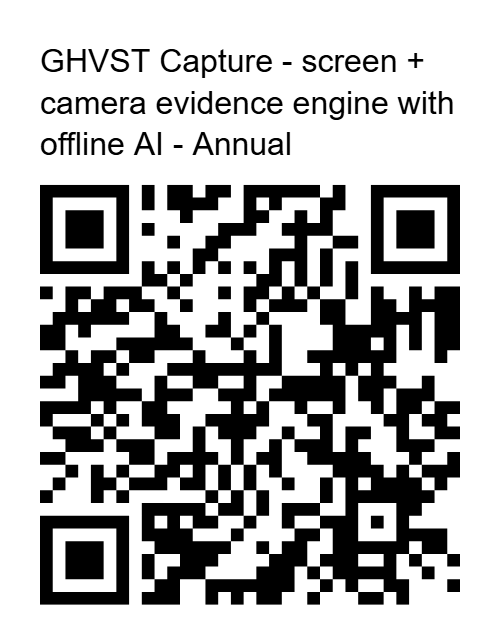 GHVST Capture - screen +
camera evidence engine with
offline AI - Annual